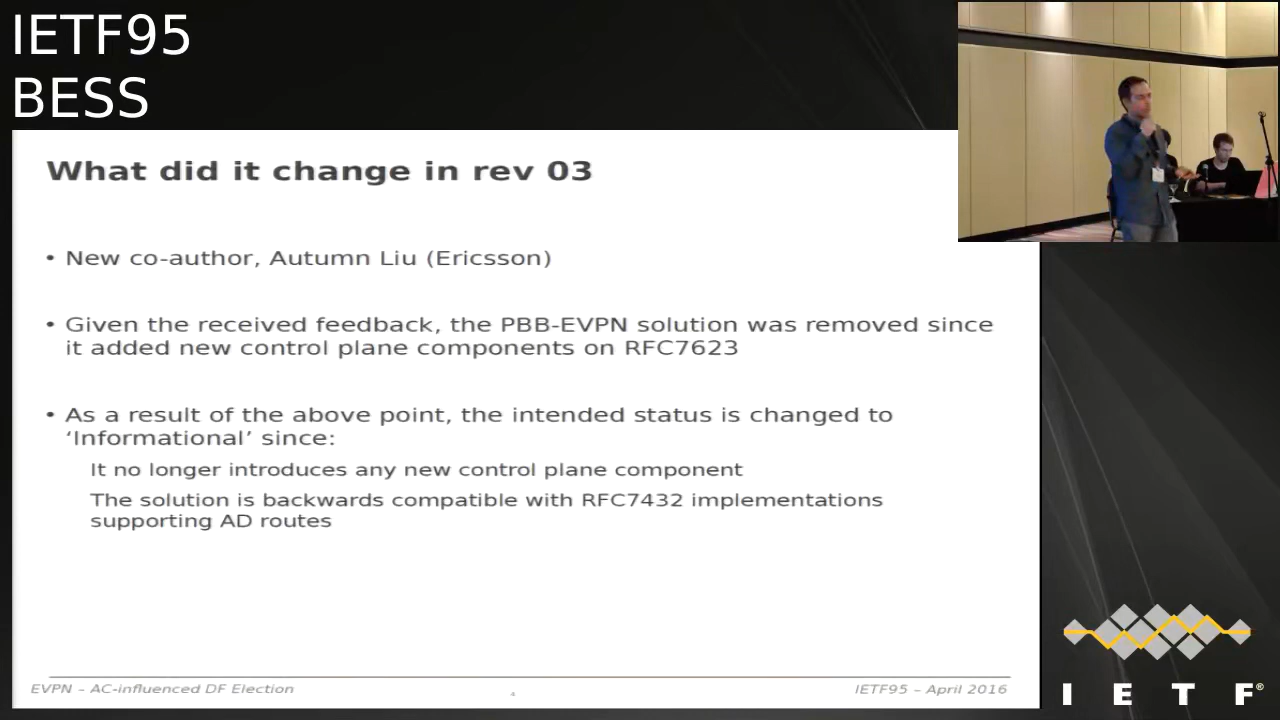 IETF95
BESS
What did it change in rev 03
• New co-author, Autumn Liu (Ericsson)
• Given the received feedback, the PBB-EVPN solution was removed since
it added new control plane components on RFC7623
• As a result of the above point, the intended status is changed to
‘Informational’ since:
It no longer introduces any new control plane component
The solution is backwards compatible with RFC7432 implementations
supporting AD routes
EVPN – AC-influenced DF Election
IETF95 – April 2016
I E T F®